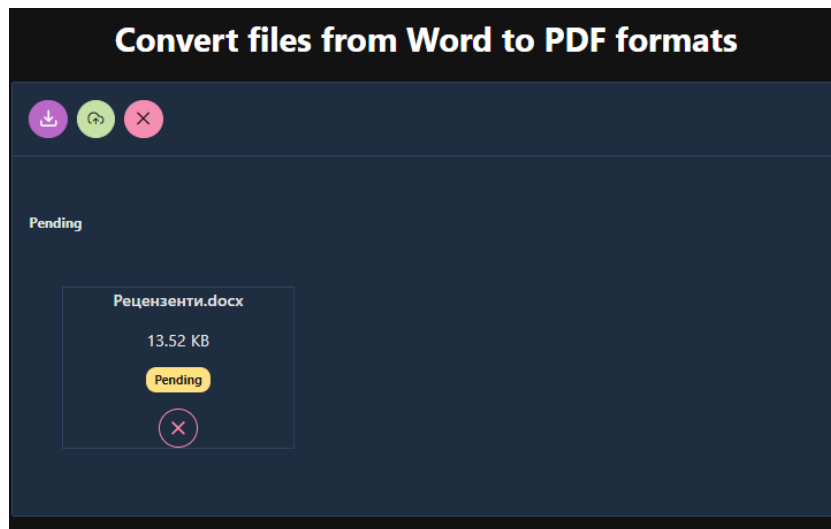 Convert files from Word to PDF formats
Pending
Рецензенти.docx
13.52 KB
Pending